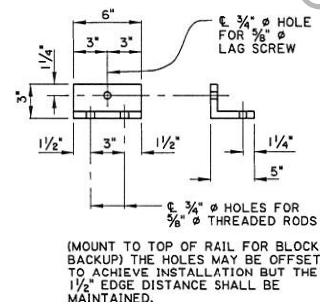 6"
3"
3"
℄ 3/4" ø HOLE
FOR 5/8" ø
LAG SCREW
1 1/4"
3"
1 1/2"
3"
1 1/2"
1 1/4"
5"
℄ 3/4" ø HOLES FOR
5/8" ø THREADED RODS
(MOUNT TO TOP OF RAIL FOR BLOCK
BACKUP) THE HOLES MAY BE OFFSET
TO ACHIEVE INSTALLATION BUT THE
1 1/2" EDGE DISTANCE SHALL BE
MAINTAINED.